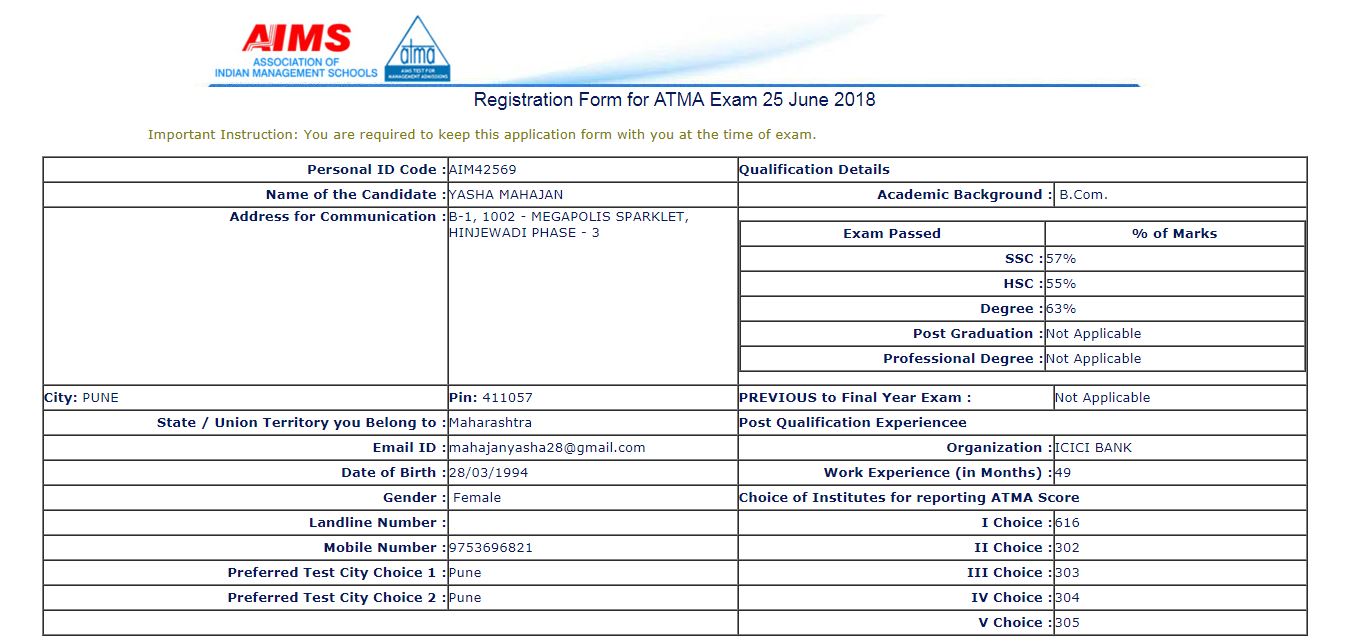 AIMS
ASSOCIATION OF
INDIAN MANAGEMENT SCHOOLS
atma
AIMS TEST FOR
MANAGEMENT ADMISSIONS
Registration Form for ATMA Exam 25 June 2018
Important Instruction: You are required to keep this application form with you at the time of exam.
Personal ID Code : AIM42569
Name of the Candidate : YASHA MAHAJAN
Address for Communication : B-1, 1002 - MEGAPOLIS SPARKLET,
HINJEWADI PHASE - 3
City: PUNE Pin: 411057
State / Union Territory you Belong to : Maharashtra
Email ID : mahajanyasha28@gmail.com
Date of Birth : 28/03/1994
Gender : Female
Landline Number :
Mobile Number : 9753696821
Preferred Test City Choice 1 : Pune
Preferred Test City Choice 2 : Pune
Qualification Details
Academic Background : B.Com.
Exam Passed % of Marks
SSC : 57%
HSC : 55%
Degree : 63%
Post Graduation : Not Applicable
Professional Degree : Not Applicable
PREVIOUS to Final Year Exam : Not Applicable
Post Qualification Experiencee
Organization : ICICI BANK
Work Experience (in Months) : 49
Choice of Institutes for reporting ATMA Score
I Choice : 616
II Choice : 302
III Choice : 303
IV Choice : 304
V Choice : 305